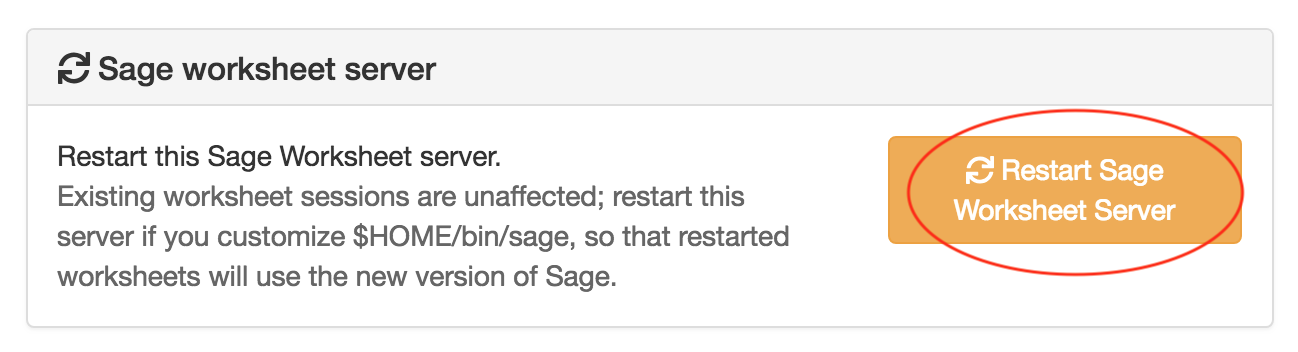 Sage worksheet server
Restart this Sage Worksheet server.
Existing worksheet sessions are unaffected; restart this
server if you customize $HOME/bin/sage, so that restarted
worksheets will use the new version of Sage.
Restart Sage
Worksheet Server